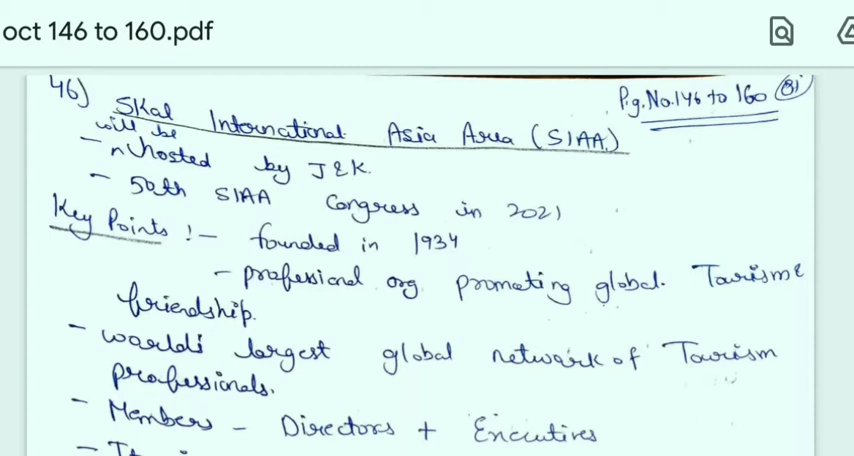 oct 146 to 160.pdf
Pg.No.146 to 160 (81)
46) Skal International Asia Area (SIAA)
- will be hosted by J&K.
- 50th SIAA Congress in 2021
Key Points :- founded in 1934
- professional org promoting global Tourism &
friendship.
- world's largest global network of Tourism
professionals.
- Members - Directors + Executives